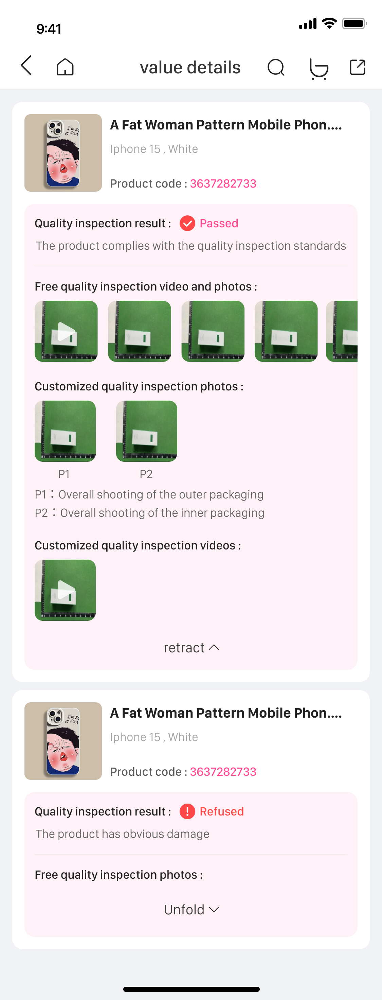 9:41
value details
I'm so
cool
A Fat Woman Pattern Mobile Phon....
Iphone 15 , White
Product code : 3637282733
Quality inspection result : Passed
The product complies with the quality inspection standards
Free quality inspection video and photos :
Customized quality inspection photos :
P1 P2
P1：Overall shooting of the outer packaging
P2：Overall shooting of the inner packaging
Customized quality inspection videos :
retract
I'm so
cool
A Fat Woman Pattern Mobile Phon....
Iphone 15 , White
Product code : 3637282733
Quality inspection result : Refused
The product has obvious damage
Free quality inspection photos :
Unfold